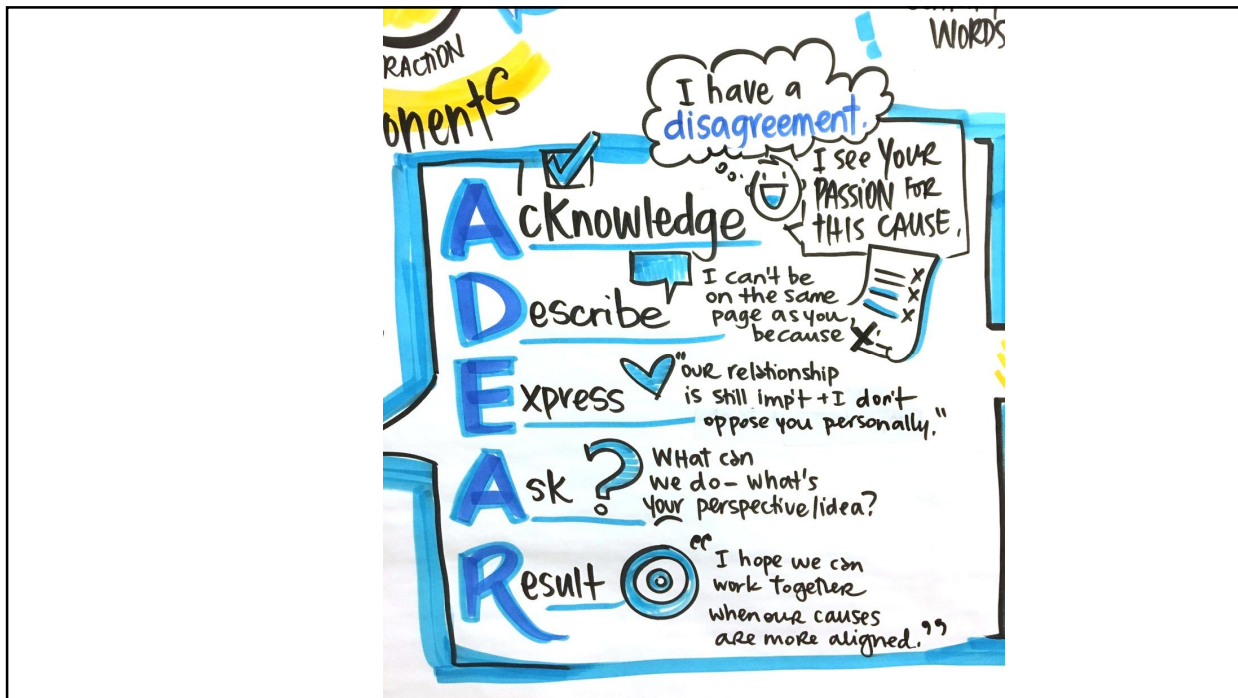 RACTION
onents
WORDS
I have a
disagreement.
Acknowledge
I see YOUR
PASSION FOR
THIS CAUSE.
Describe
I can't be
on the same
page as you,
because
Express
"OUR relationship
is still imp't + I don't
oppose you personally."
Ask ?
WHat can
we do – what's
your perspective/idea?
Result
"I hope we can
work together
when our causes
are more aligned."